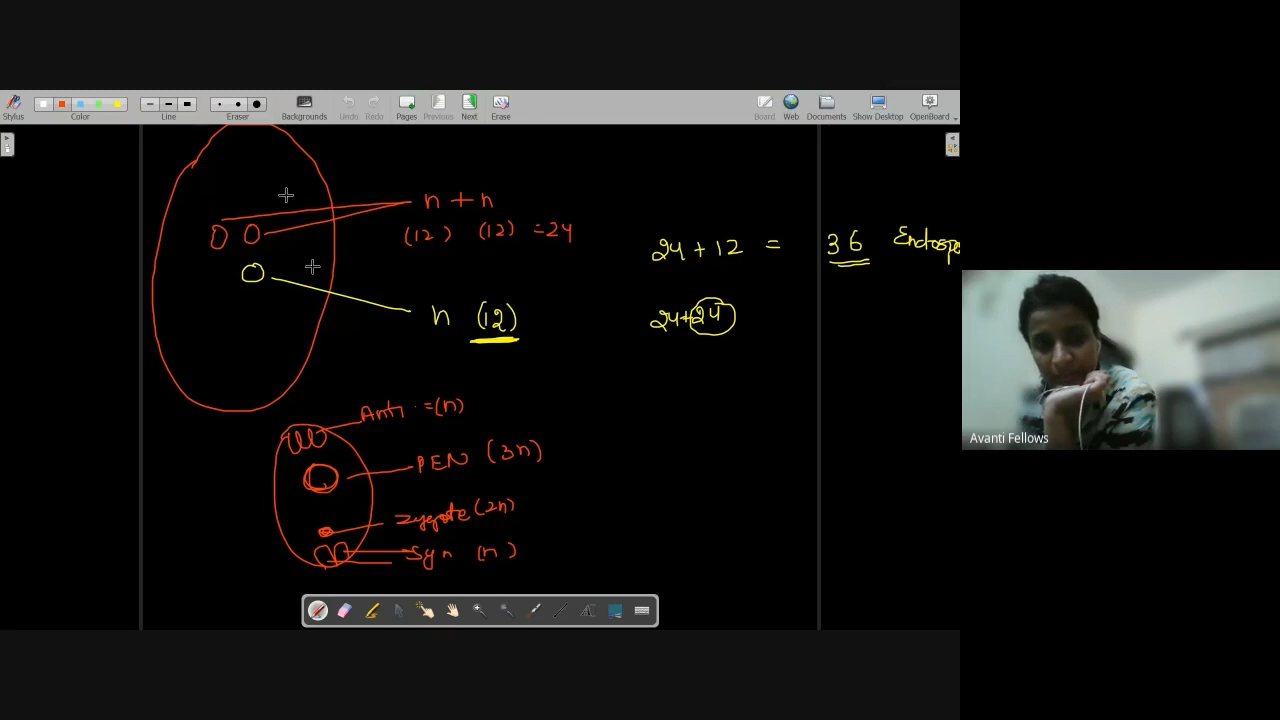 Stylus
Color
Line
Eraser
Backgrounds
Undo
Redo
Pages
Previous
Next
Erase
Board
Web
Documents
Show Desktop
OpenBoard
n + n
(12) (12) =24
n (12)
24 + 12 = 36 Endospe
24+24
Anti =(n)
PEN (3n)
zygote (2n)
Syn (n)
Avanti Fellows